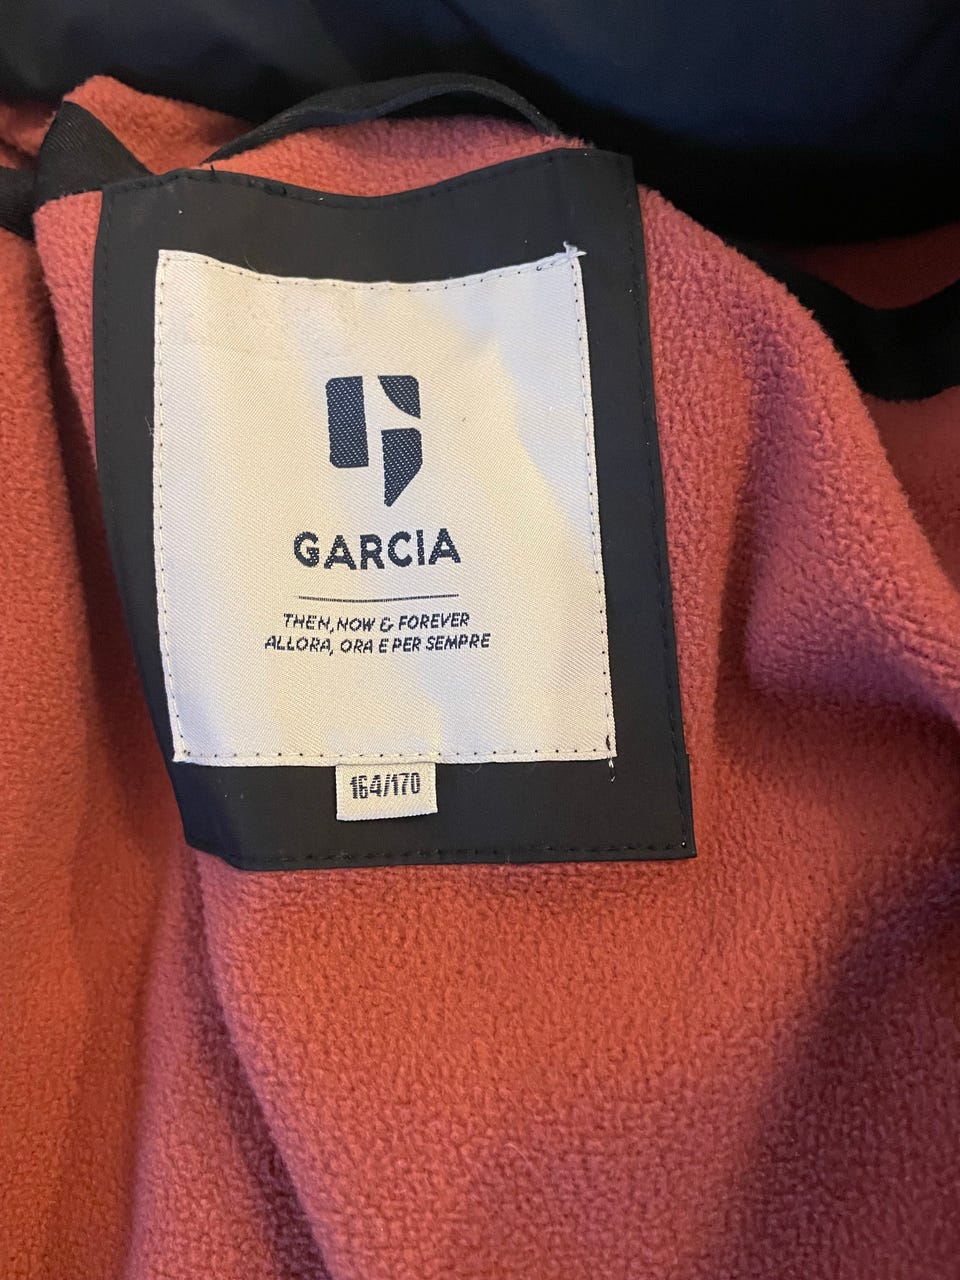 GARCIA
THEN, NOW & FOREVER
ALLORA, ORA E PER SEMPRE
164/170